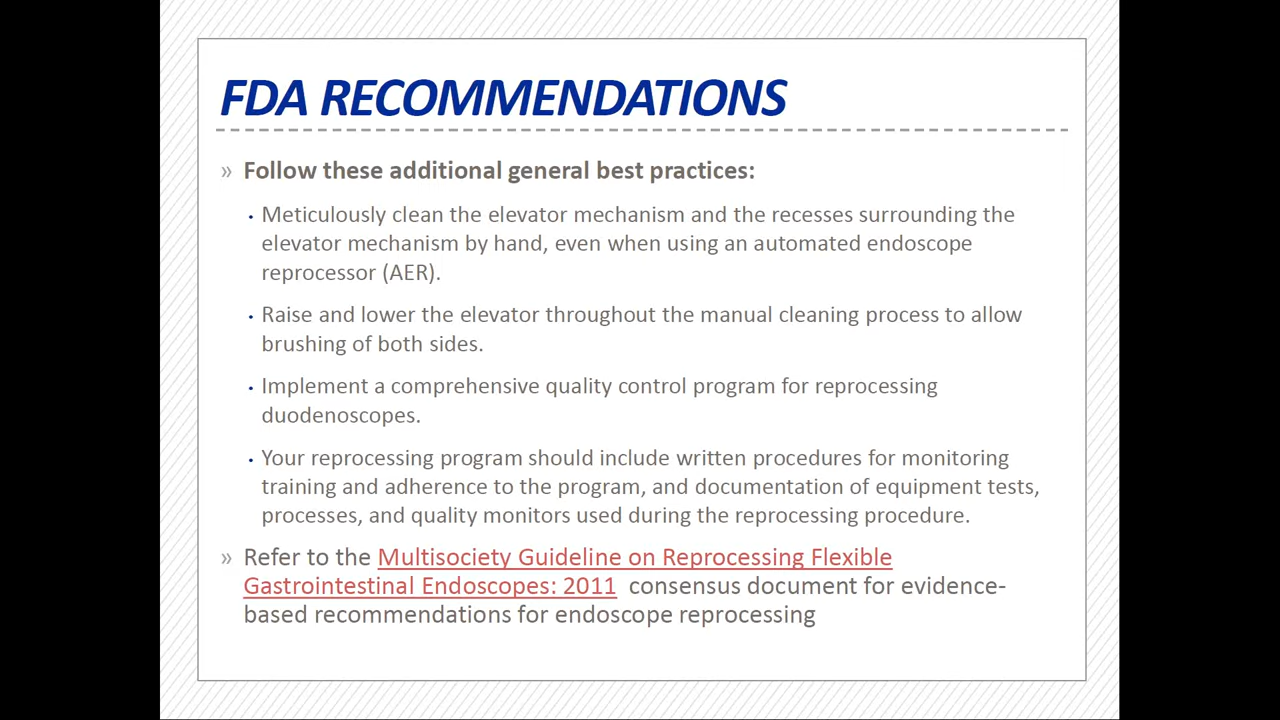 FDA RECOMMENDATIONS
» Follow these additional general best practices:
• Meticulously clean the elevator mechanism and the recesses surrounding the
elevator mechanism by hand, even when using an automated endoscope
reprocessor (AER).
• Raise and lower the elevator throughout the manual cleaning process to allow
brushing of both sides.
• Implement a comprehensive quality control program for reprocessing
duodenoscopes.
• Your reprocessing program should include written procedures for monitoring
training and adherence to the program, and documentation of equipment tests,
processes, and quality monitors used during the reprocessing procedure.
» Refer to the Multisociety Guideline on Reprocessing Flexible
Gastrointestinal Endoscopes: 2011 consensus document for evidence-
based recommendations for endoscope reprocessing